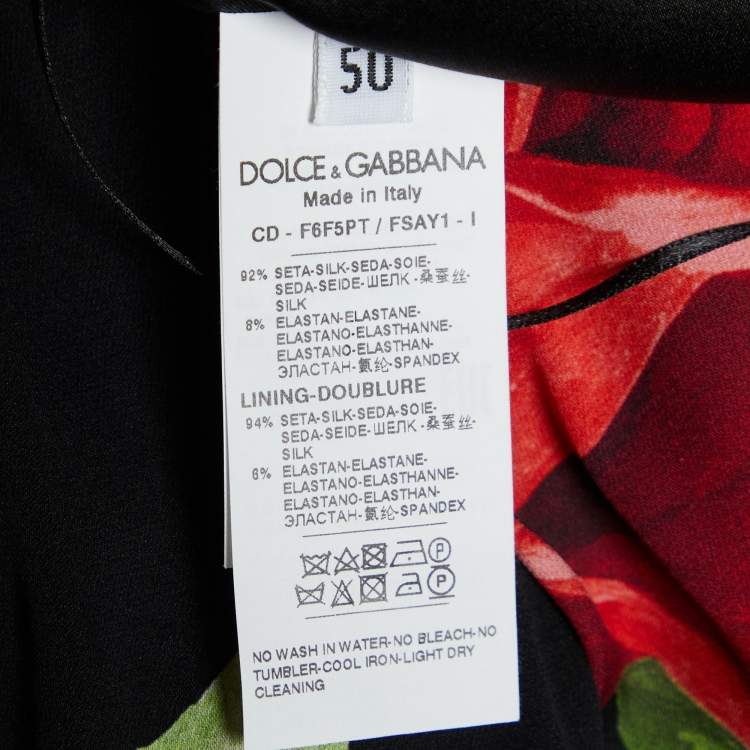 50
DOLCE & GABBANA
Made in Italy
CD - F6F5PT / FSAY1 - I
92% SETA-SILK-SEDA-SOIE-
SEDA-SEIDE-ШЕЛК -桑蚕丝-
SILK
8% ELASTAN-ELASTANE-
ELASTANO-ELASTHANNE-
ELASTANO-ELASTHAN-
ЭЛАСТАН-氨纶-SPANDEX
LINING-DOUBLURE
94% SETA-SILK-SEDA-SOIE-
SEDA-SEIDE-ШЕЛК -桑蚕丝-
SILK
6% ELASTAN-ELASTANE-
ELASTANO-ELASTHANNE-
ELASTANO-ELASTHAN-
ЭЛАСТАН-氨纶-SPANDEX
P
P
NO WASH IN WATER-NO BLEACH-NO
TUMBLER-COOL IRON-LIGHT DRY
CLEANING